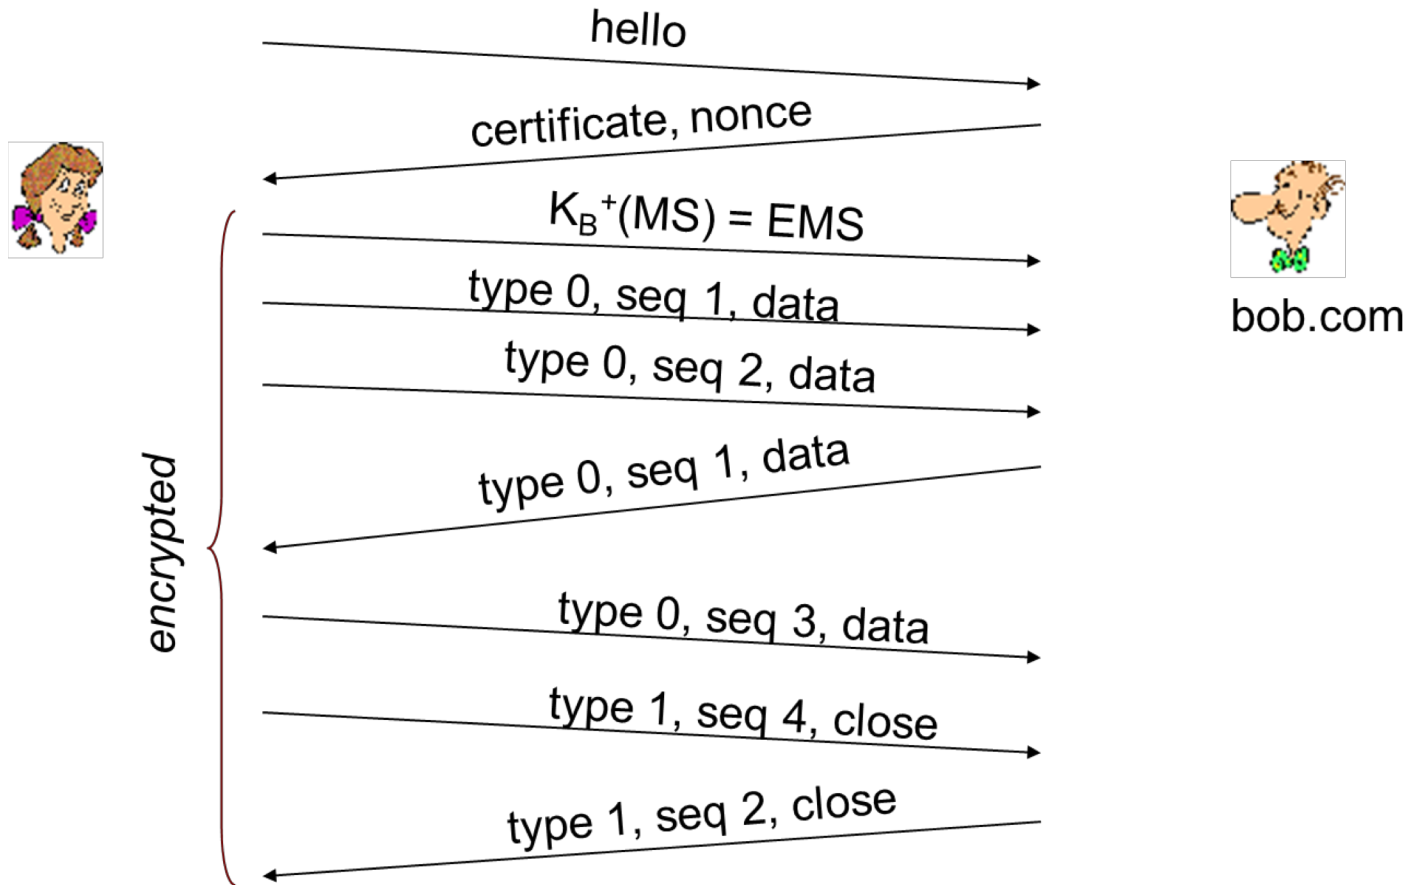 hello
certificate, nonce
K_B^+(MS) = EMS
type 0, seq 1, data
bob.com
type 0, seq 2, data
type 0, seq 1, data
encrypted
type 0, seq 3, data
type 1, seq 4, close
type 1, seq 2, close